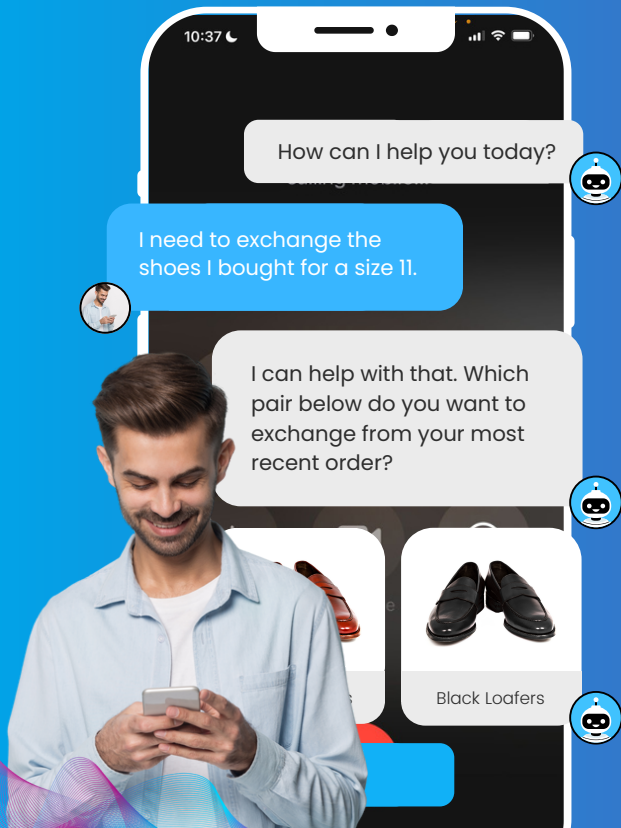 10:37
How can I help you today?
I need to exchange the
shoes I bought for a size 11.
I can help with that. Which
pair below do you want to
exchange from your most
recent order?
Black Loafers